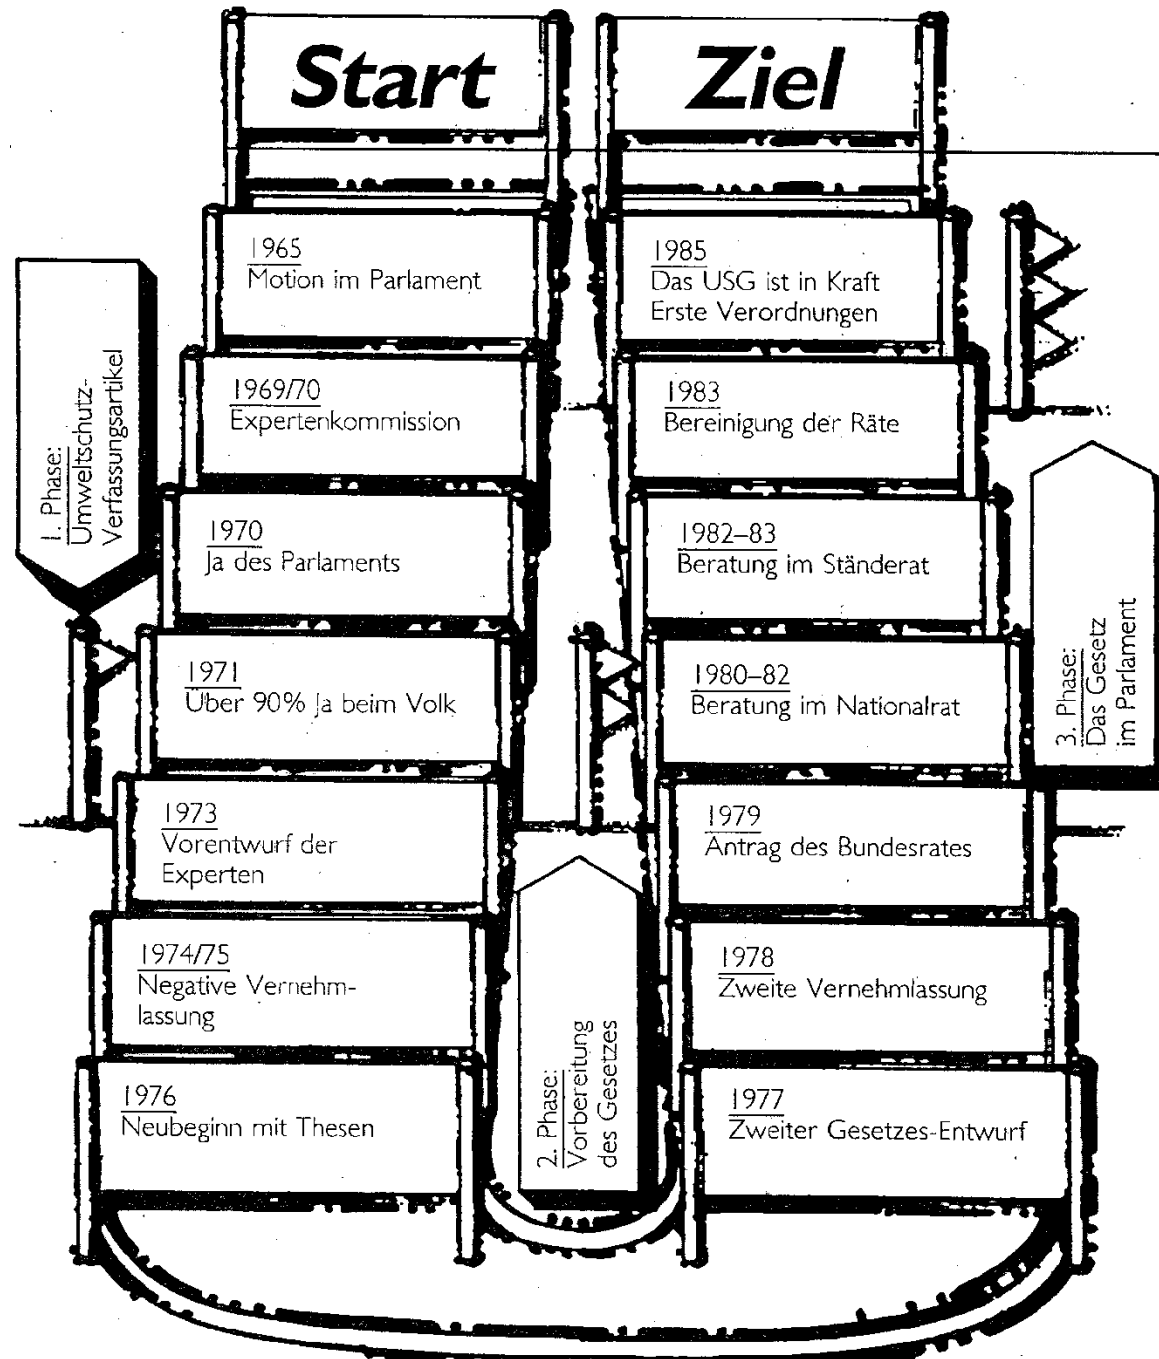 Start
Ziel
1. Phase:
Umweltschutz-
Verfassungsartikel
1965
Motion im Parlament
1969/70
Expertenkommission
1970
Ja des Parlaments
1971
Über 90% Ja beim Volk
1973
Vorentwurf der
Experten
1974/75
Negative Vernehm-
lassung
1976
Neubeginn mit Thesen
2. Phase:
Vorbereitung
des Gesetzes
1977
Zweiter Gesetzes-Entwurf
1978
Zweite Vernehmlassung
1979
Antrag des Bundesrates
3. Phase:
Das Gesetz
im Parlament
1980–82
Beratung im Nationalrat
1982–83
Beratung im Ständerat
1983
Bereinigung der Räte
1985
Das USG ist in Kraft
Erste Verordnungen